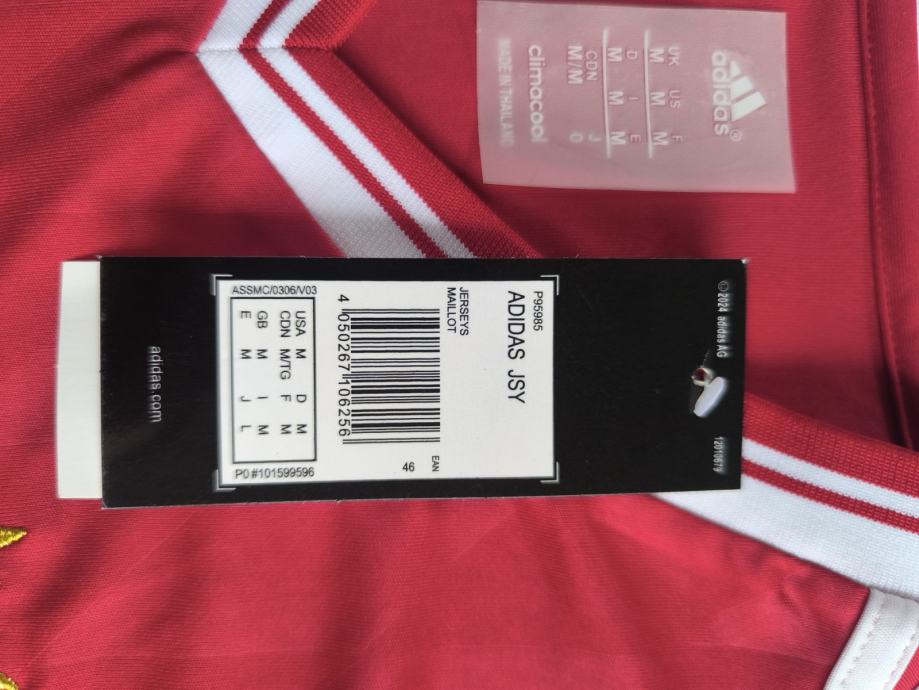 adidas®
UK US F
M M M
D I E
M M M
CDN J
M/M O
climacool
MADE IN THAILAND
© 2024 adidas AG
12010679
P95985
ADIDAS JSY
JERSEYS
MAILLOT
EAN
46
4 050267 106256
ASSMC/0306/V03
USA M D M
CDN M/TG F M
GB M I M
E M J L
PO#101599596
adidas.com